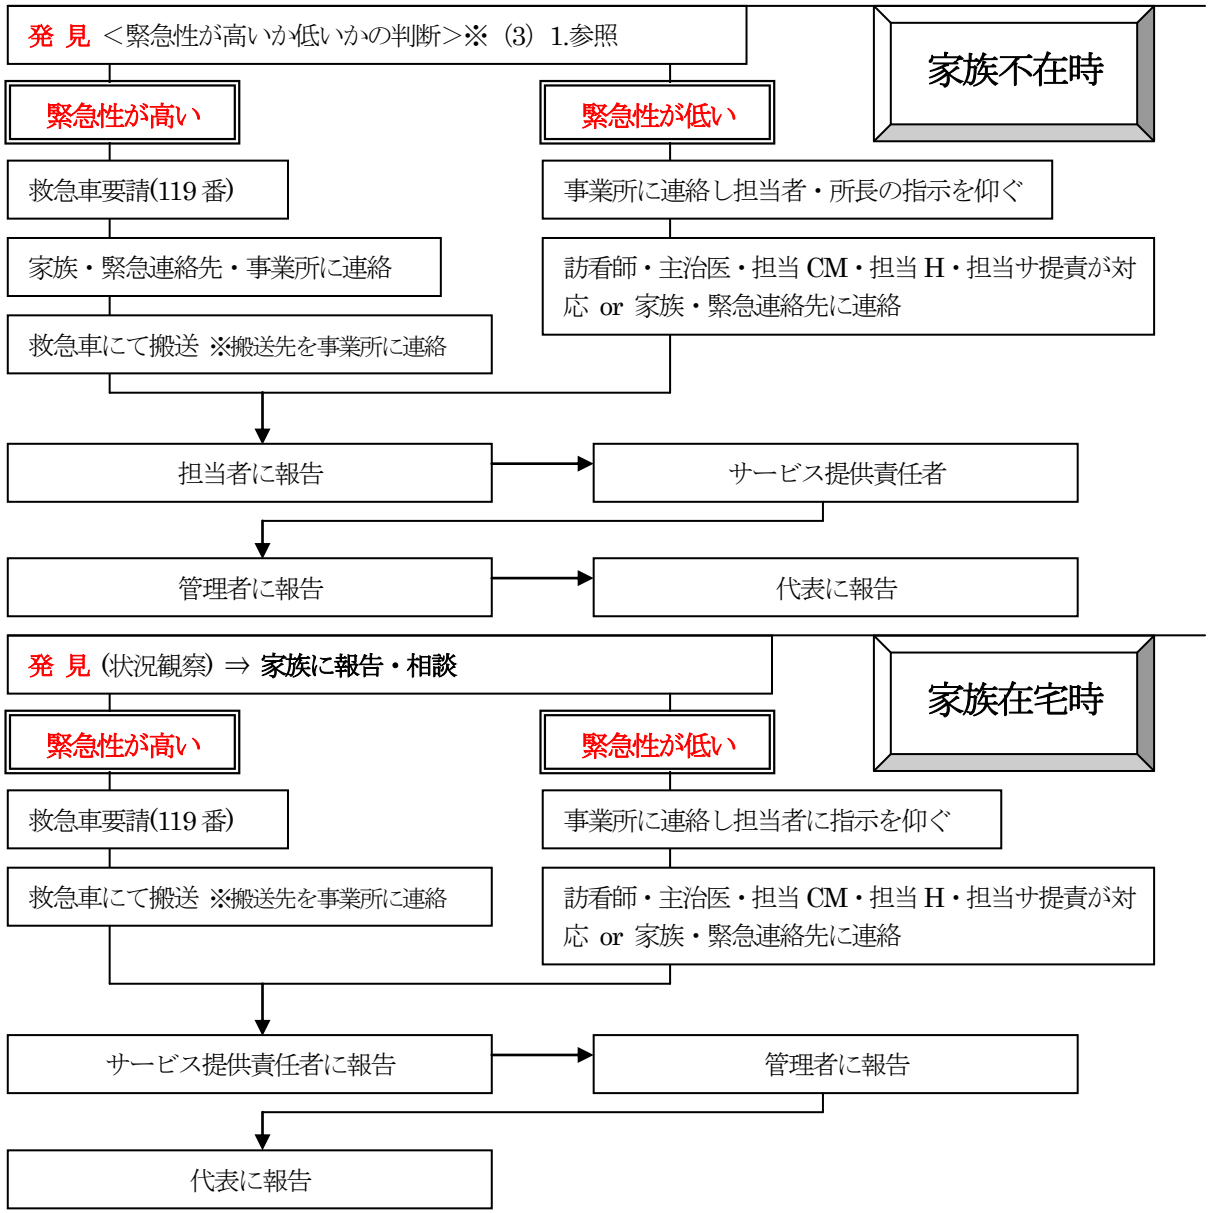 発 見 ＜緊急性が高いか低いかの判断＞※（3）1.参照
家族不在時
緊急性が高い
緊急性が低い
救急車要請(119 番)
事業所に連絡し担当者・所長の指示を仰ぐ
家族・緊急連絡先・事業所に連絡
訪看師・主治医・担当 CM・担当 H・担当サ提責が対
応 or 家族・緊急連絡先に連絡
救急車にて搬送 ※搬送先を事業所に連絡
担当者に報告
サービス提供責任者
管理者に報告
代表に報告
発 見 (状況観察) ⇒ 家族に報告・相談
家族在宅時
緊急性が高い
緊急性が低い
救急車要請(119 番)
事業所に連絡し担当者に指示を仰ぐ
救急車にて搬送 ※搬送先を事業所に連絡
訪看師・主治医・担当 CM・担当 H・担当サ提責が対
応 or 家族・緊急連絡先に連絡
サービス提供責任者に報告
管理者に報告
代表に報告